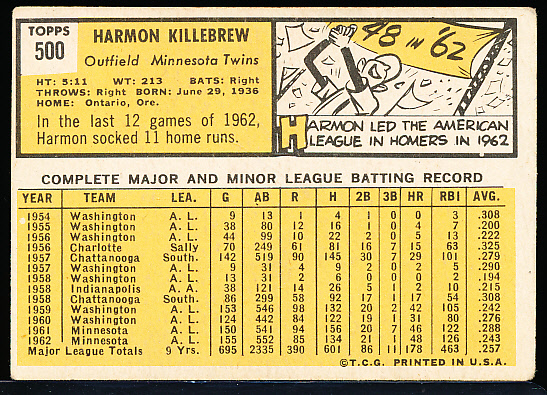 TOPPS
500
HARMON KILLEBREW
Outfield Minnesota Twins
HT: 5:11 WT: 213 BATS: Right
THROWS: Right BORN: June 29, 1936
HOME: Ontario, Ore.
In the last 12 games of 1962,
Harmon socked 11 home runs.
48 IN '62
HARMON LED THE AMERICAN
LEAGUE IN HOMERS IN 1962
COMPLETE MAJOR AND MINOR LEAGUE BATTING RECORD
YEAR TEAM LEA. G AB R H 2B 3B HR RBI AVG.
1954 Washington A. L. 9 13 1 4 1 0 0 3 .308
1955 Washington A. L. 38 80 12 16 1 0 4 7 .200
1956 Washington A. L. 44 99 10 22 2 0 5 13 .222
1956 Charlotte Sally 70 249 61 81 16 7 15 63 .325
1957 Chattanooga South. 142 519 90 145 30 7 29 101 .279
1957 Washington A. L. 9 31 4 9 2 0 2 5 .290
1958 Washington A. L. 13 31 2 6 0 0 0 2 .194
1958 Indianapolis A. A. 38 121 14 26 5 1 2 10 .215
1958 Chattanooga South. 86 299 58 92 17 1 17 54 .308
1959 Washington A. L. 153 546 98 132 20 2 42 105 .242
1960 Washington A. L. 124 442 84 122 19 1 31 80 .276
1961 Minnesota A. L. 150 541 94 156 20 7 46 122 .288
1962 Minnesota A. L. 155 552 85 134 21 1 48 126 .243
Major League Totals 9 Yrs. 695 2335 390 601 86 11 178 463 .257
©T.C.G. PRINTED IN U.S.A.